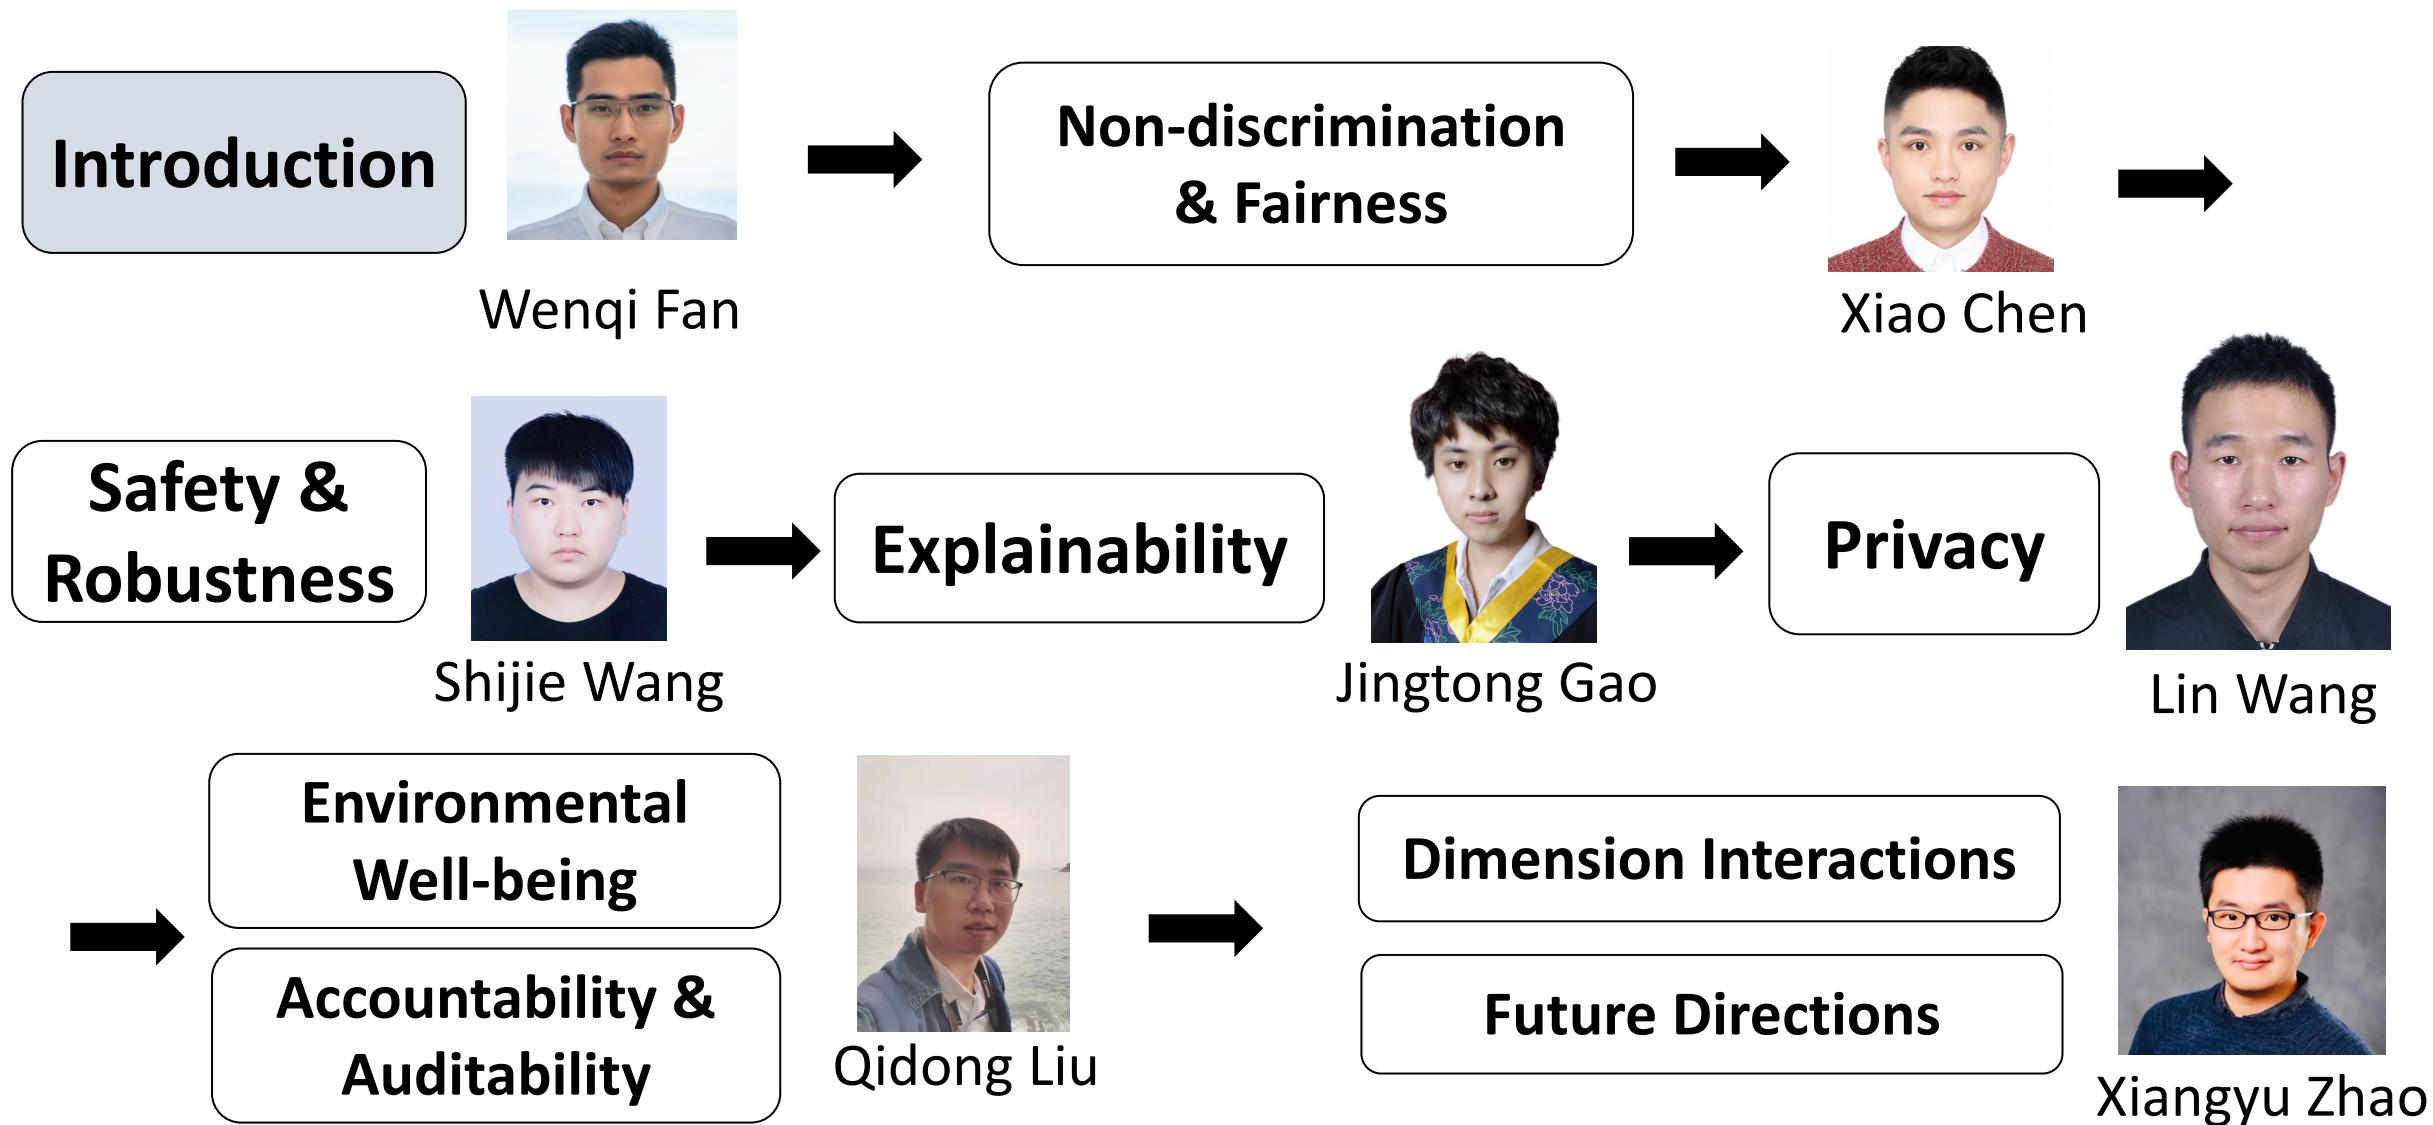 Introduction
Wenqi Fan
Non-discrimination
& Fairness
Xiao Chen
Safety &
Robustness
Shijie Wang
Explainability
Jingtong Gao
Privacy
Lin Wang
Environmental
Well-being
Accountability &
Auditability
Qidong Liu
Dimension Interactions
Future Directions
Xiangyu Zhao